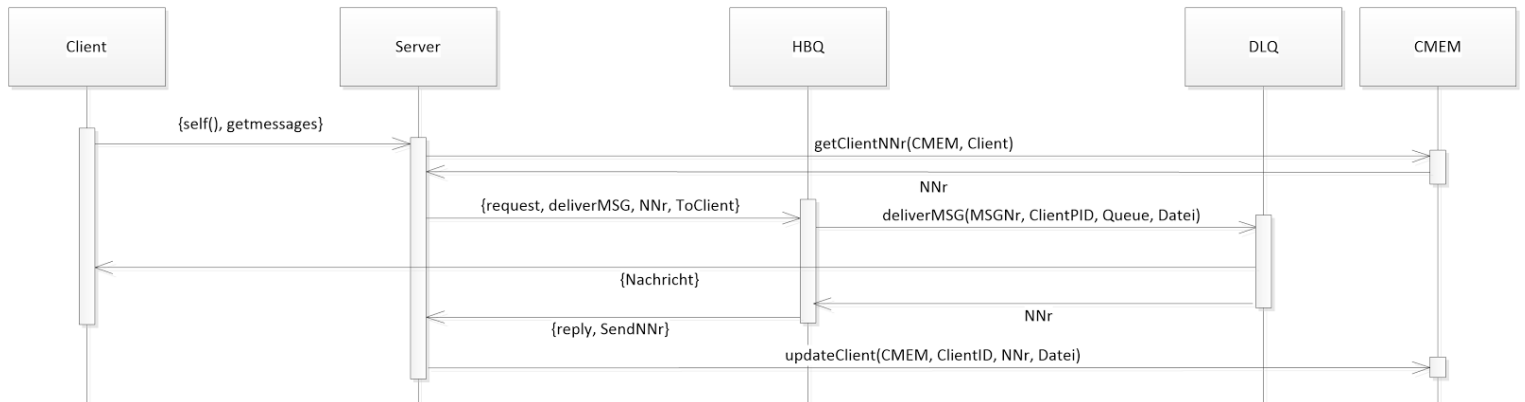 Client
Server
HBQ
DLQ
CMEM
{self(), getmessages}
getClientNNr(CMEM, Client)
NNr
{request, deliverMSG, NNr, ToClient}
deliverMSG(MSGNr, ClientPID, Queue, Datei)
{Nachricht}
NNr
{reply, SendNNr}
updateClient(CMEM, ClientID, NNr, Datei)